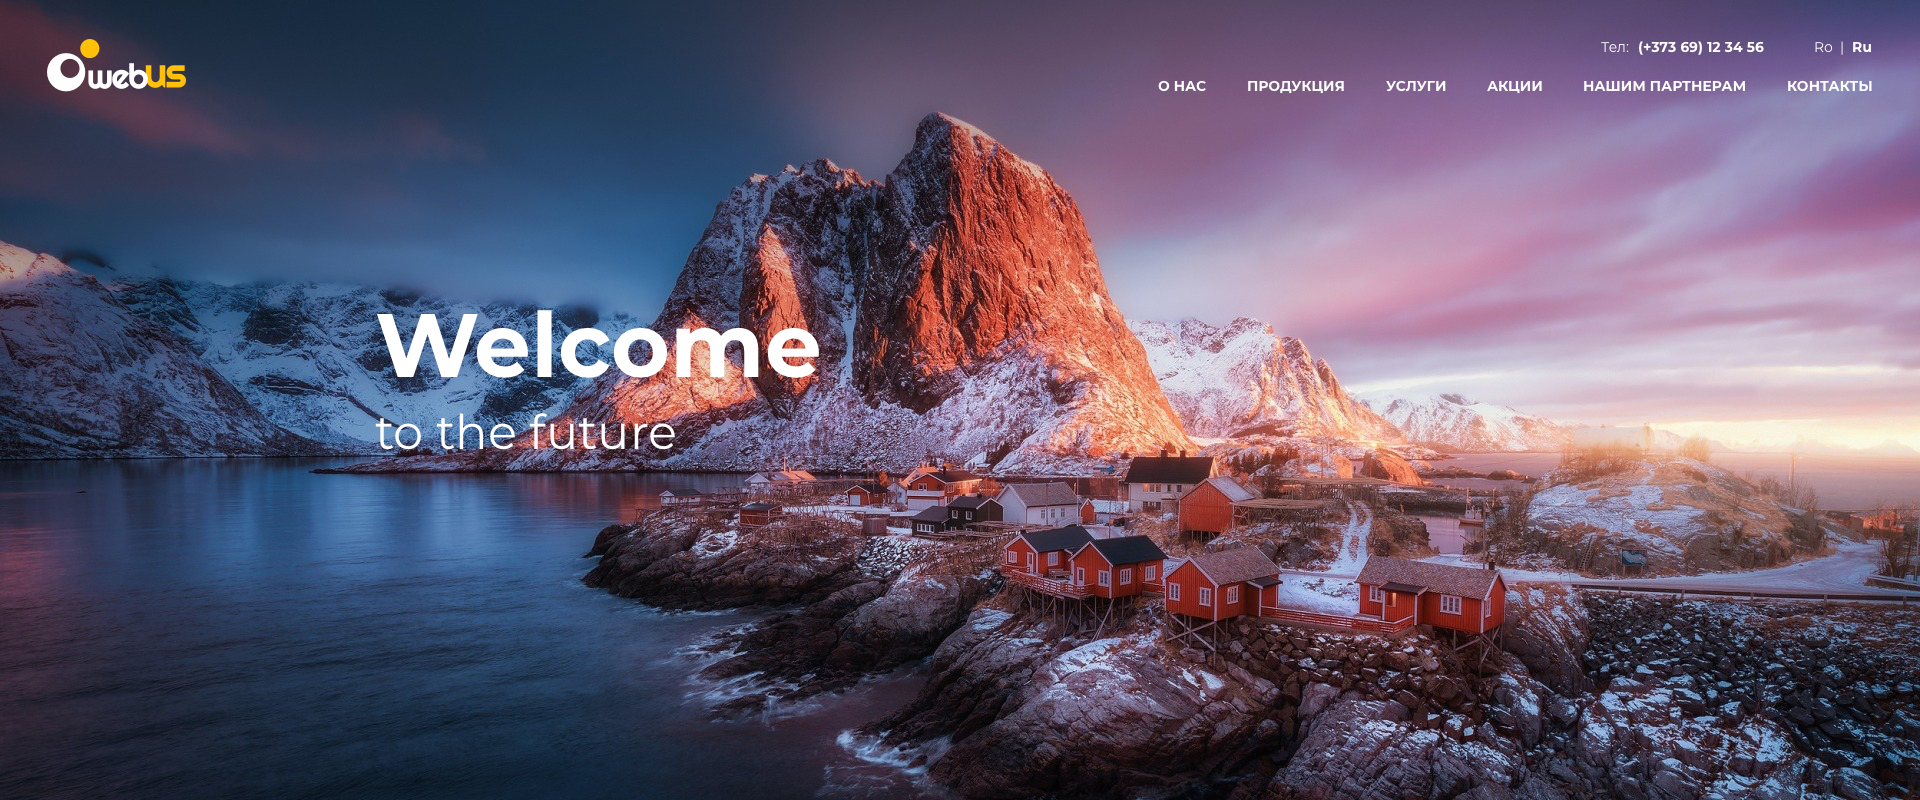 webus
Тел: (+373 69) 12 34 56
Ro | Ru
О НАС
ПРОДУКЦИЯ
УСЛУГИ
АКЦИИ
НАШИМ ПАРТНЕРАМ
КОНТАКТЫ
Welcome
to the future